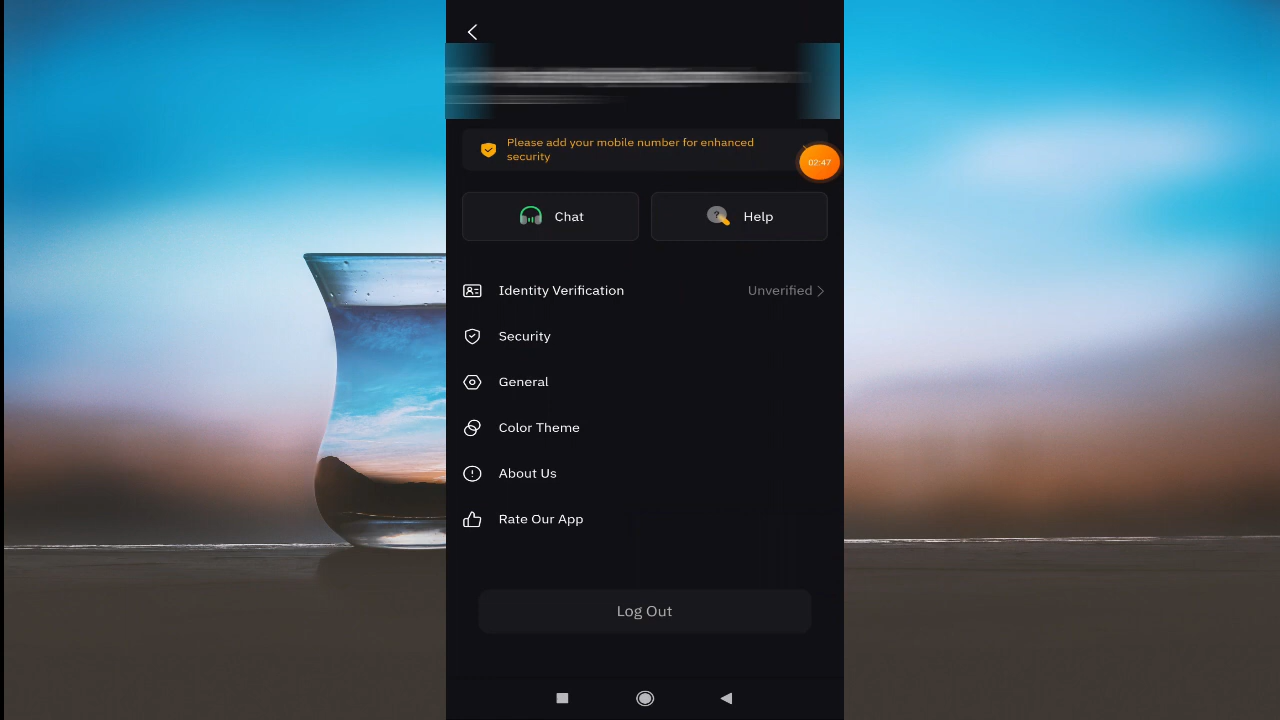 Please add your mobile number for enhanced
security
02:47
Chat
Help
Identity Verification
Unverified
Security
General
Color Theme
About Us
Rate Our App
Log Out